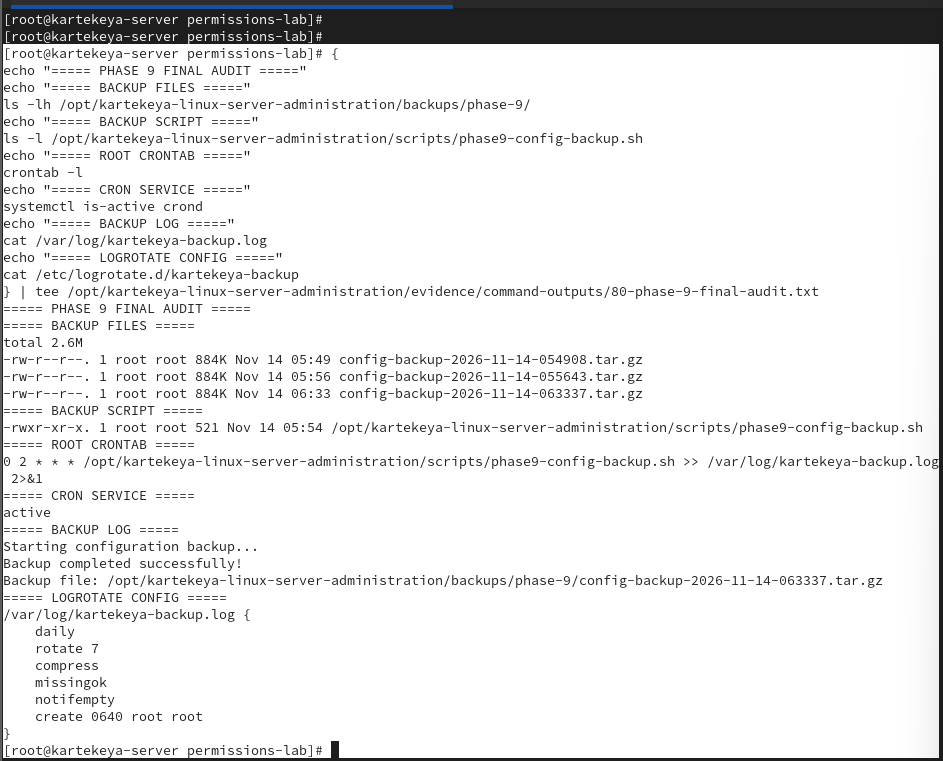 [root@kartekeya-server permissions-lab]#
[root@kartekeya-server permissions-lab]#
[root@kartekeya-server permissions-lab]# {
echo "===== PHASE 9 FINAL AUDIT ====="
echo "===== BACKUP FILES ====="
ls -lh /opt/kartekeya-linux-server-administration/backups/phase-9/
echo "===== BACKUP SCRIPT ====="
ls -l /opt/kartekeya-linux-server-administration/scripts/phase9-config-backup.sh
echo "===== ROOT CRONTAB ====="
crontab -l
echo "===== CRON SERVICE ====="
systemctl is-active crond
echo "===== BACKUP LOG ====="
cat /var/log/kartekeya-backup.log
echo "===== LOGROTATE CONFIG ====="
cat /etc/logrotate.d/kartekeya-backup
} | tee /opt/kartekeya-linux-server-administration/evidence/command-outputs/80-phase-9-final-audit.txt
===== PHASE 9 FINAL AUDIT =====
===== BACKUP FILES =====
total 2.6M
-rw-r--r--. 1 root root 884K Nov 14 05:49 config-backup-2026-11-14-054908.tar.gz
-rw-r--r--. 1 root root 884K Nov 14 05:56 config-backup-2026-11-14-055643.tar.gz
-rw-r--r--. 1 root root 884K Nov 14 06:33 config-backup-2026-11-14-063337.tar.gz
===== BACKUP SCRIPT =====
-rwxr-xr-x. 1 root root 521 Nov 14 05:54 /opt/kartekeya-linux-server-administration/scripts/phase9-config-backup.sh
===== ROOT CRONTAB =====
0 2 * * * /opt/kartekeya-linux-server-administration/scripts/phase9-config-backup.sh >> /var/log/kartekeya-backup.log
 2>&1
===== CRON SERVICE =====
active
===== BACKUP LOG =====
Starting configuration backup...
Backup completed successfully!
Backup file: /opt/kartekeya-linux-server-administration/backups/phase-9/config-backup-2026-11-14-063337.tar.gz
===== LOGROTATE CONFIG =====
/var/log/kartekeya-backup.log {
    daily
    rotate 7
    compress
    missingok
    notifempty
    create 0640 root root
}
[root@kartekeya-server permissions-lab]#